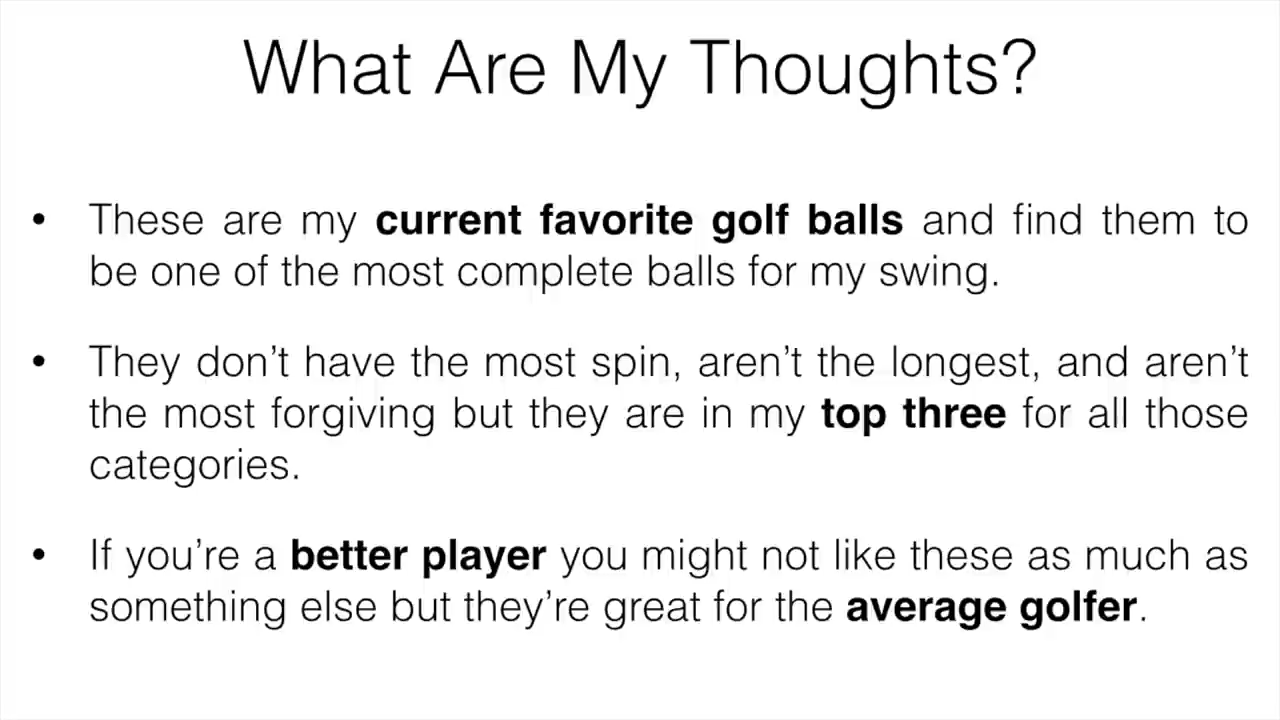 What Are My Thoughts?
• These are my current favorite golf balls and find them to
be one of the most complete balls for my swing.
• They don’t have the most spin, aren’t the longest, and aren’t
the most forgiving but they are in my top three for all those
categories.
• If you’re a better player you might not like these as much as
something else but they’re great for the average golfer.